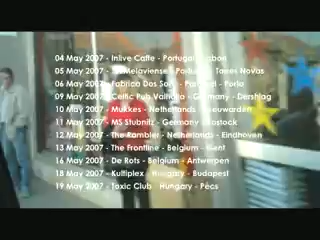 04 May 2007 - Inlive Caffe - Portugal - Lisbon
05 May 2007 - Portugal - Torres Novas
06 May 2007 - Fabrica Dos Sons - Portugal - Porto
09 May 2007 - Celtic Pub Valhalla - Germany - Dershlag
10 May 2007 - Mukkes - Netherlands - Leeuwarden
11 May 2007 - MS Stubnitz - Germany - Rostock
12 May 2007 - The Rambler - Netherlands - Eindhoven
13 May 2007 - The Frontline - Belgium - Gent
16 May 2007 - De Rots - Belgium - Antwerpen
18 May 2007 - Kultiplex - Hungary - Budapest
19 May 2007 - Toxic Club - Hungary - Pécs